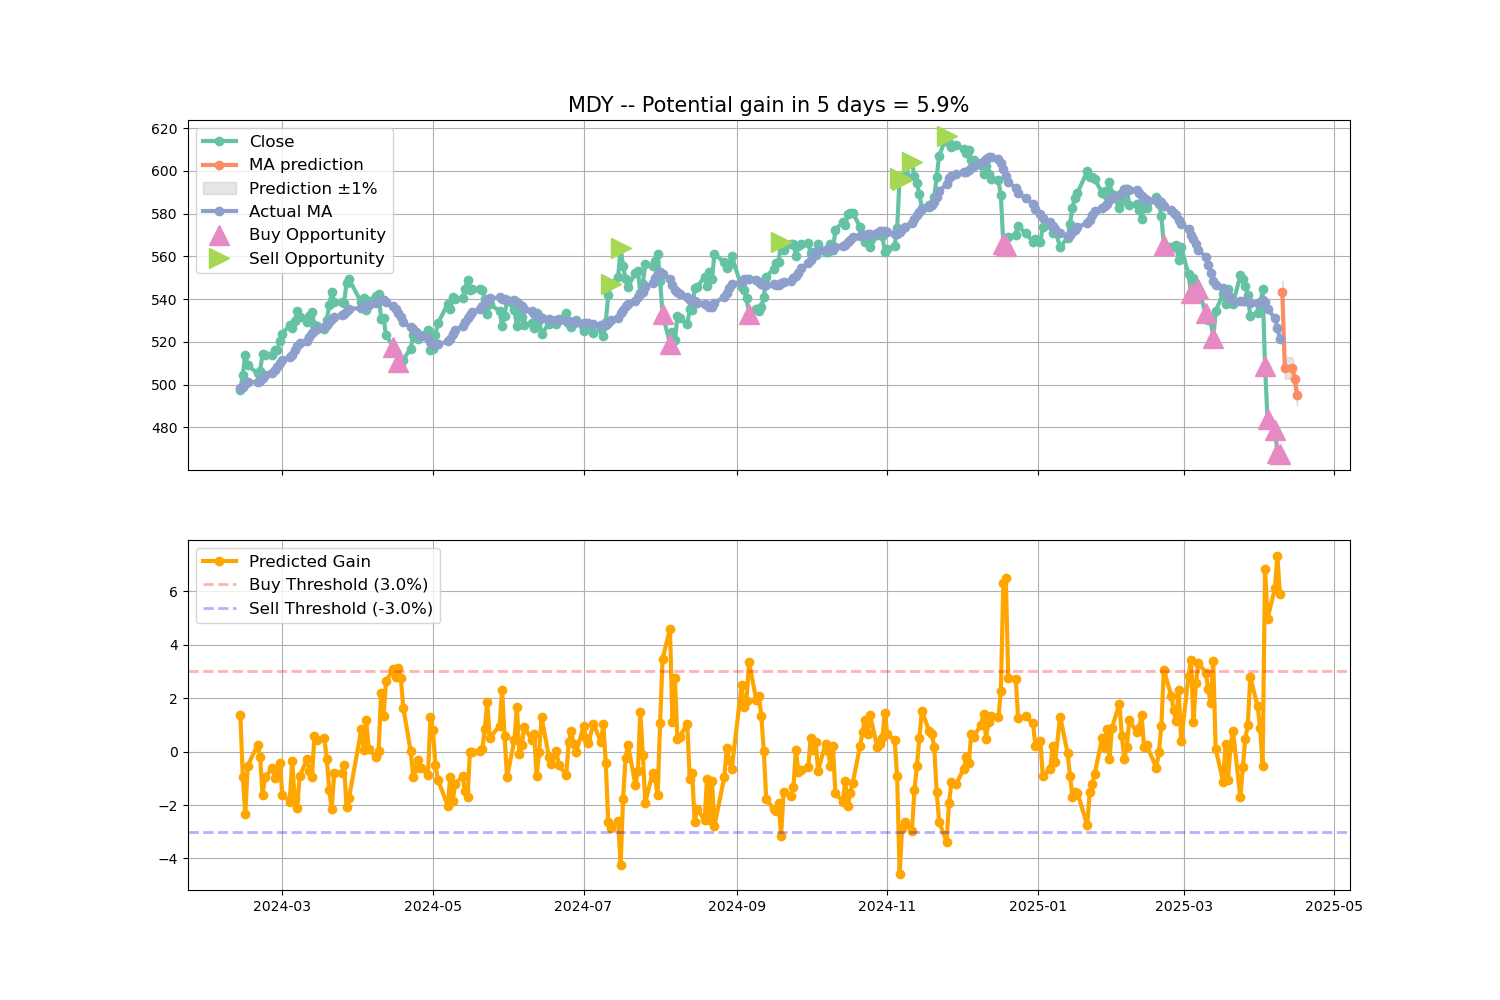 MDY -- Potential gain in 5 days = 5.9%
620
600
580
560
540
520
500
480
Close
MA prediction
Prediction ±1%
Actual MA
Buy Opportunity
Sell Opportunity
6
4
2
0
−2
−4
Predicted Gain
Buy Threshold (3.0%)
Sell Threshold (-3.0%)
2024-03
2024-05
2024-07
2024-09
2024-11
2025-01
2025-03
2025-05